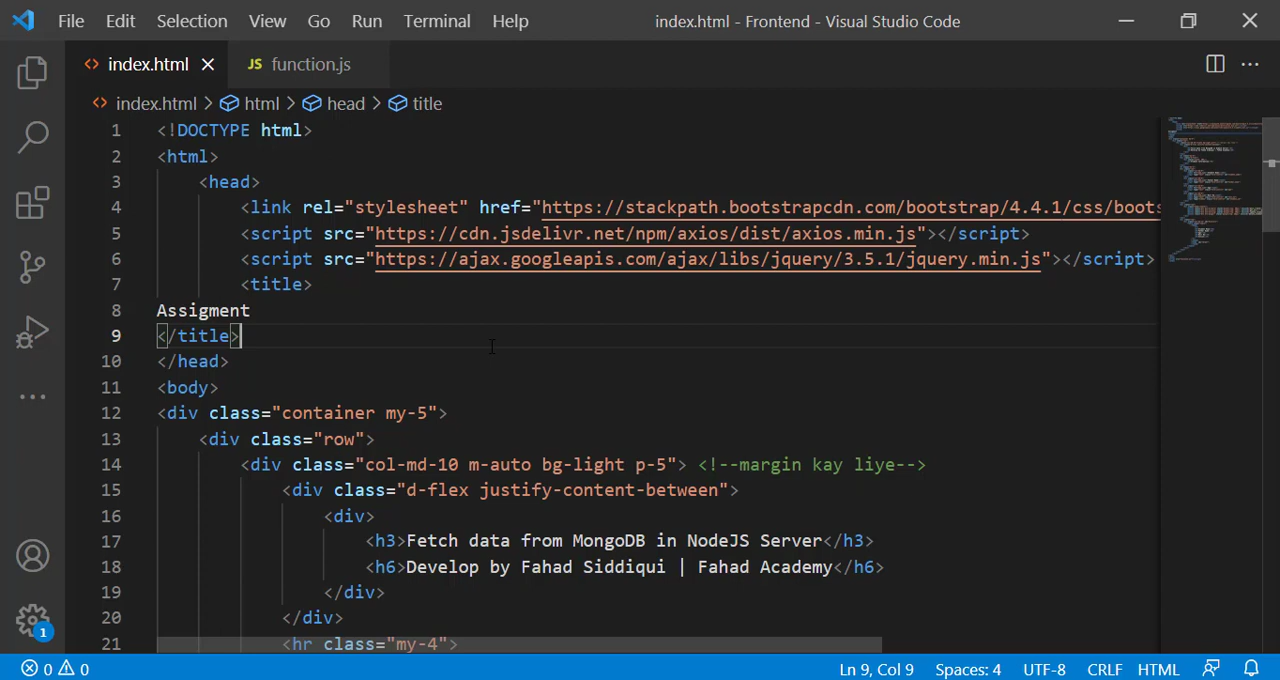 File Edit Selection View Go Run Terminal Help index.html - Frontend - Visual Studio Code
index.html JS function.js
index.html > html > head > title
1 <!DOCTYPE html>
2 <html>
3 <head>
4 <link rel="stylesheet" href="https://stackpath.bootstrapcdn.com/bootstrap/4.4.1/css/boots
5 <script src="https://cdn.jsdelivr.net/npm/axios/dist/axios.min.js"></script>
6 <script src="https://ajax.googleapis.com/ajax/libs/jquery/3.5.1/jquery.min.js"></script>
7 <title>
8 Assigment
9 </title>
10 </head>
11 <body>
12 <div class="container my-5">
13 <div class="row">
14 <div class="col-md-10 m-auto bg-light p-5"> <!--margin kay liye-->
15 <div class="d-flex justify-content-between">
16 <div>
17 <h3>Fetch data from MongoDB in NodeJS Server</h3>
18 <h6>Develop by Fahad Siddiqui | Fahad Academy</h6>
19 </div>
20 </div>
21 <hr class="my-4">
1
0 0 Ln 9, Col 9 Spaces: 4 UTF-8 CRLF HTML